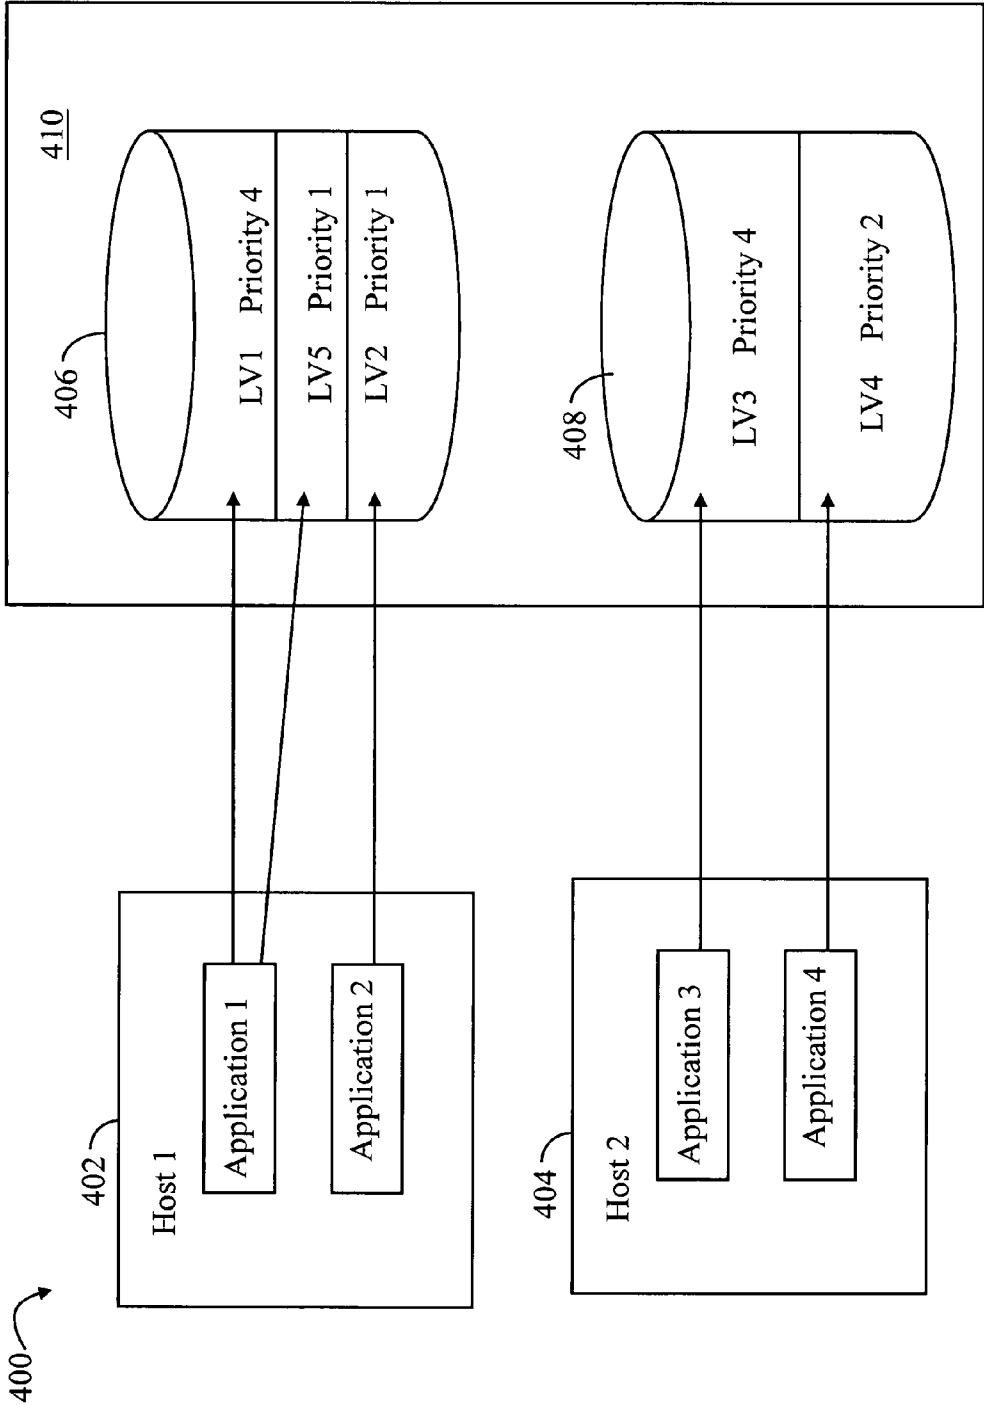 400
402
Host 1
Application 1
Application 2
404
Host 2
Application 3
Application 4
410
406
LV1 Priority 4
LV5 Priority 1
LV2 Priority 1
408
LV3 Priority 4
LV4 Priority 2